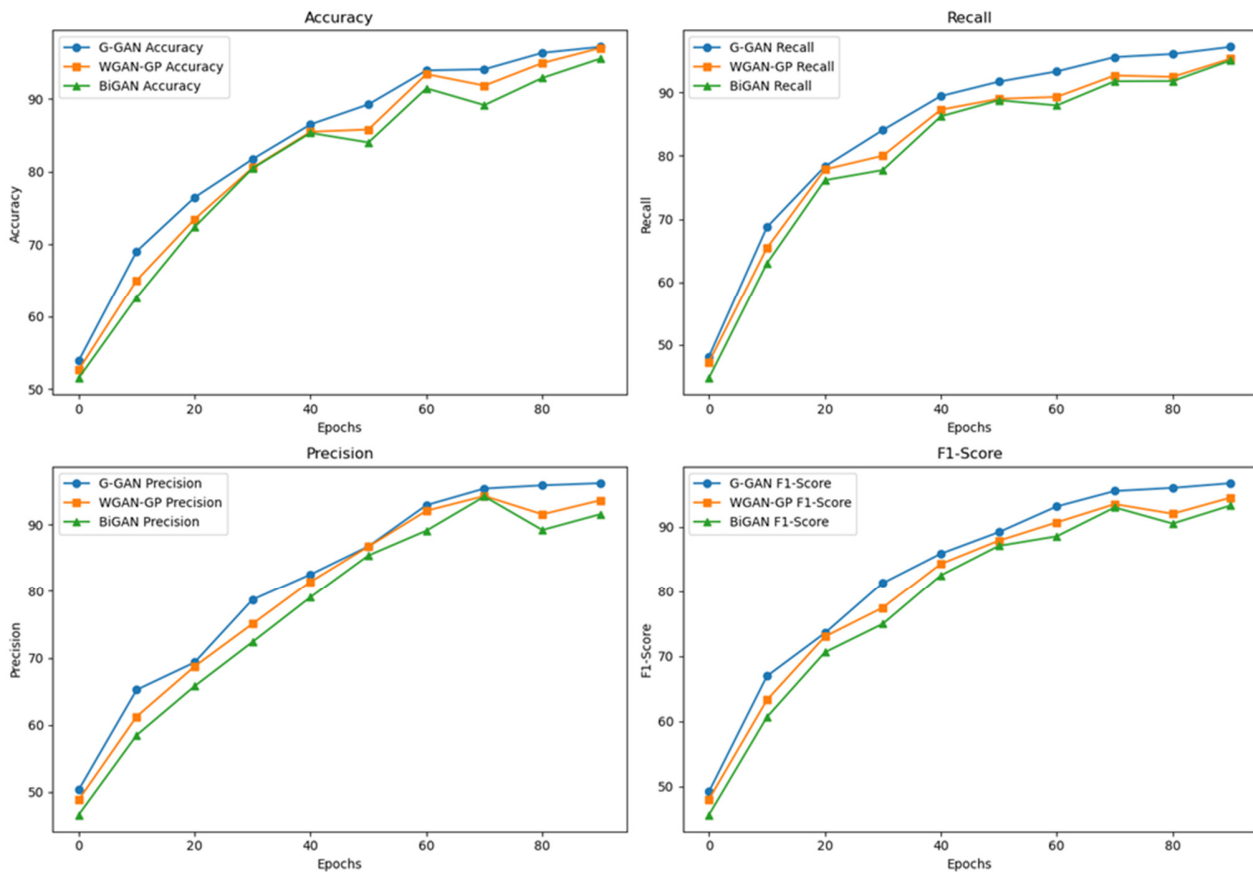 Accuracy
G-GAN Accuracy
WGAN-GP Accuracy
BiGAN Accuracy
90
80
70
60
50
Accuracy
0 20 40 60 80
Epochs
Recall
G-GAN Recall
WGAN-GP Recall
BiGAN Recall
90
80
70
60
50
Recall
0 20 40 60 80
Epochs
Precision
G-GAN Precision
WGAN-GP Precision
BiGAN Precision
90
80
70
60
50
Precision
0 20 40 60 80
Epochs
F1-Score
G-GAN F1-Score
WGAN-GP F1-Score
BiGAN F1-Score
90
80
70
60
50
F1-Score
0 20 40 60 80
Epochs